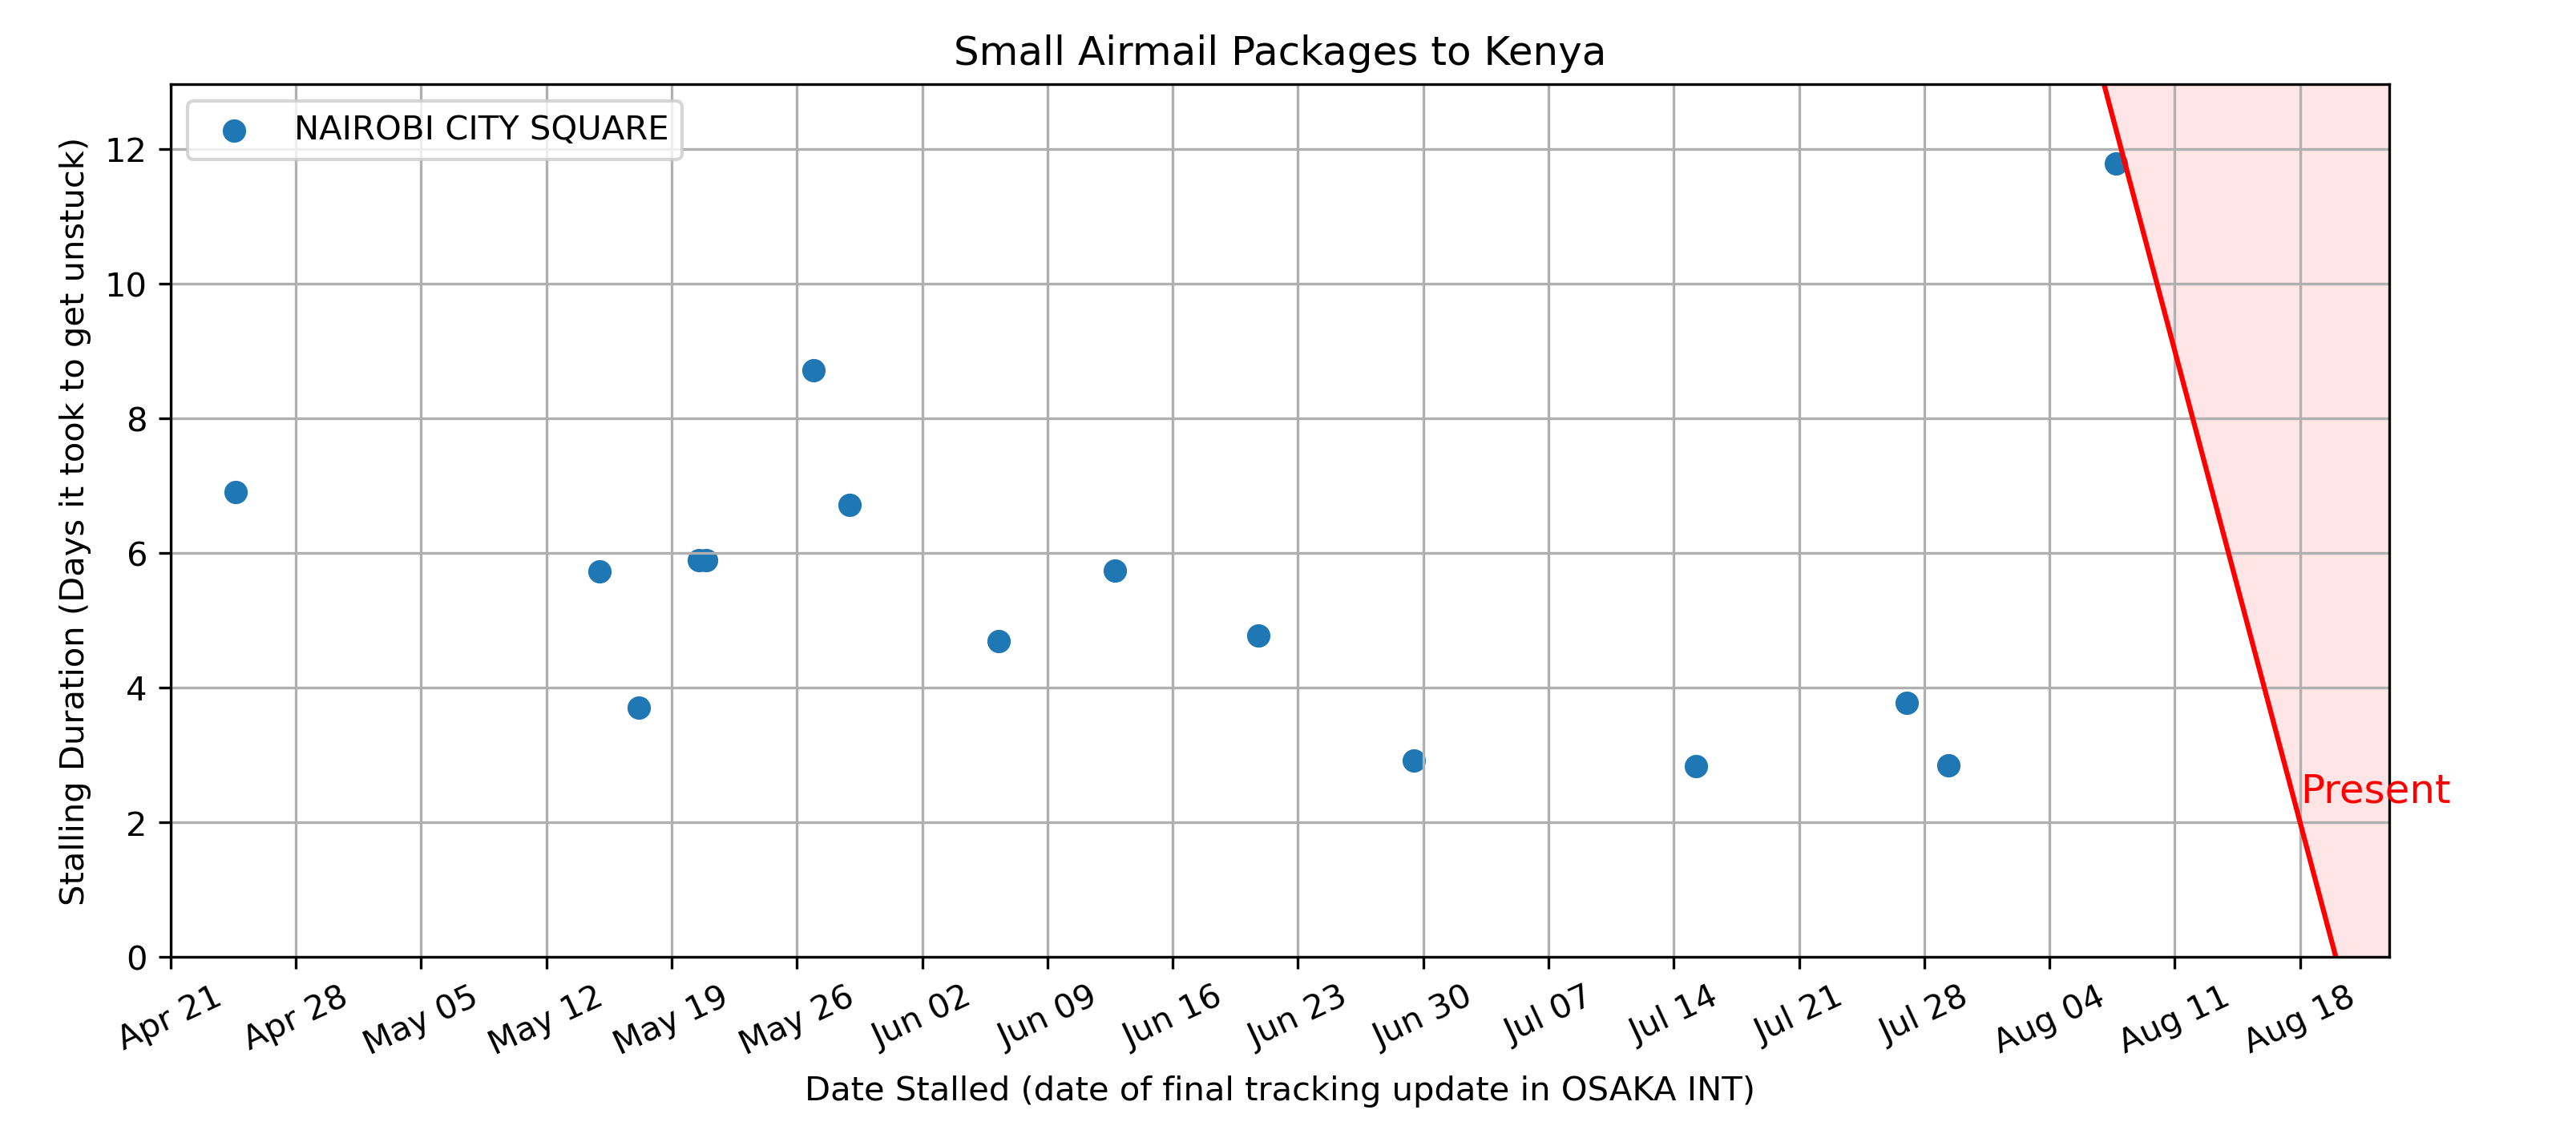 Small Airmail Packages to Kenya
NAIROBI CITY SQUARE
Stalling Duration (Days it took to get unstuck)
12
10
8
6
4
2
0
Present
Apr 21
Apr 28
May 05
May 12
May 19
May 26
Jun 02
Jun 09
Jun 16
Jun 23
Jun 30
Jul 07
Jul 14
Jul 21
Jul 28
Aug 04
Aug 11
Aug 18
Date Stalled (date of final tracking update in OSAKA INT)